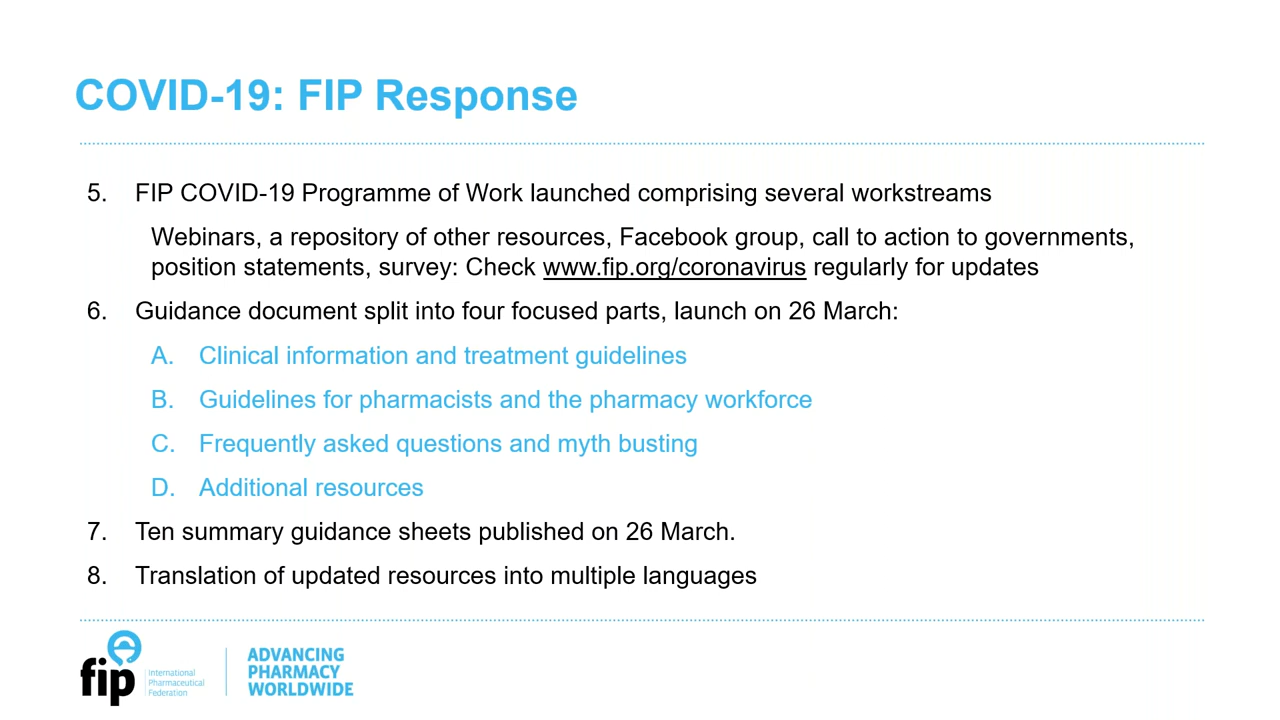 COVID-19: FIP Response
5. FIP COVID-19 Programme of Work launched comprising several workstreams
Webinars, a repository of other resources, Facebook group, call to action to governments,
position statements, survey: Check www.fip.org/coronavirus regularly for updates
6. Guidance document split into four focused parts, launch on 26 March:
A. Clinical information and treatment guidelines
B. Guidelines for pharmacists and the pharmacy workforce
C. Frequently asked questions and myth busting
D. Additional resources
7. Ten summary guidance sheets published on 26 March.
8. Translation of updated resources into multiple languages
fip
International
Pharmaceutical
Federation
ADVANCING
PHARMACY
WORLDWIDE